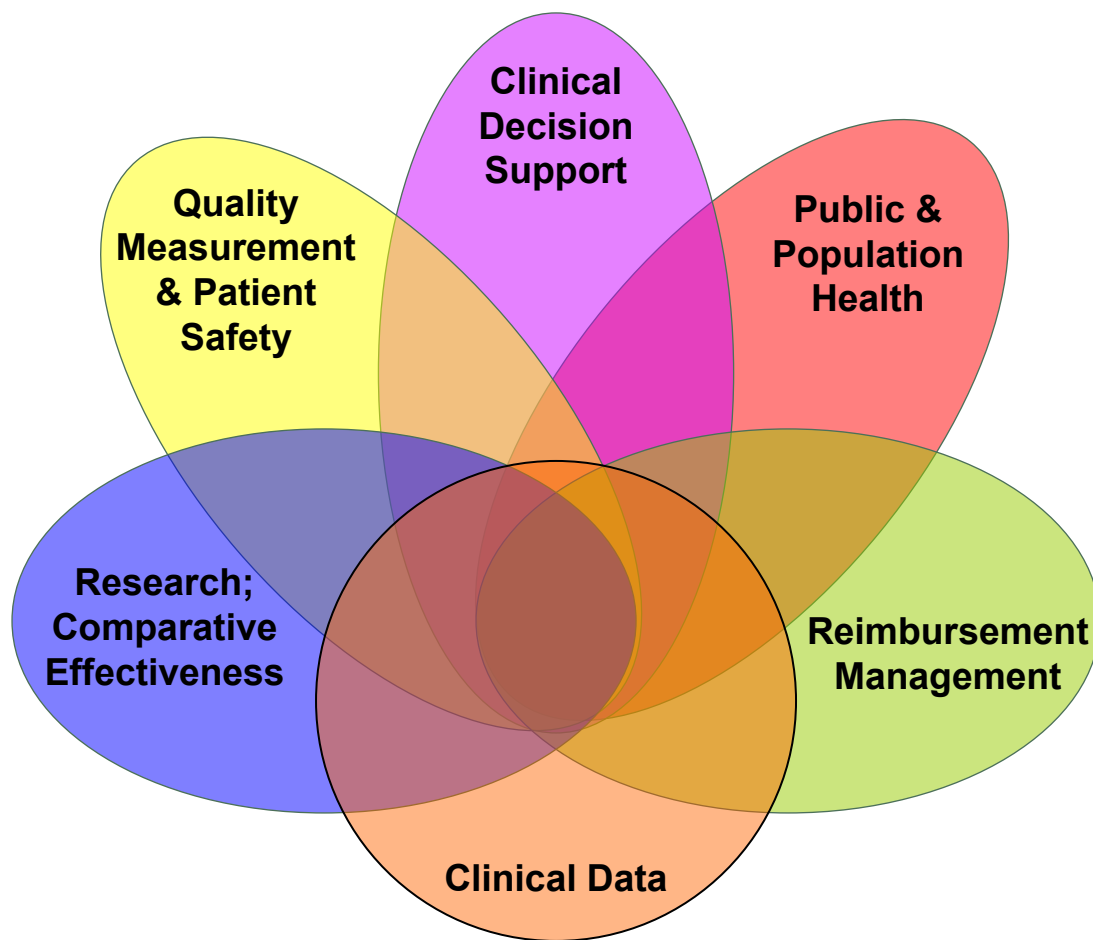 Clinical
Decision
Support
Quality
Measurement
& Patient
Safety
Public &
Population
Health
Research;
Comparative
Effectiveness
Reimbursement
Management
Clinical Data